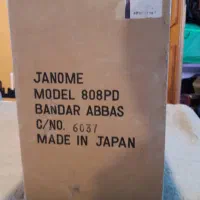 JANOME
MODEL 808PD
BANDAR ABBAS
C/NO. 6037
MADE IN JAPAN